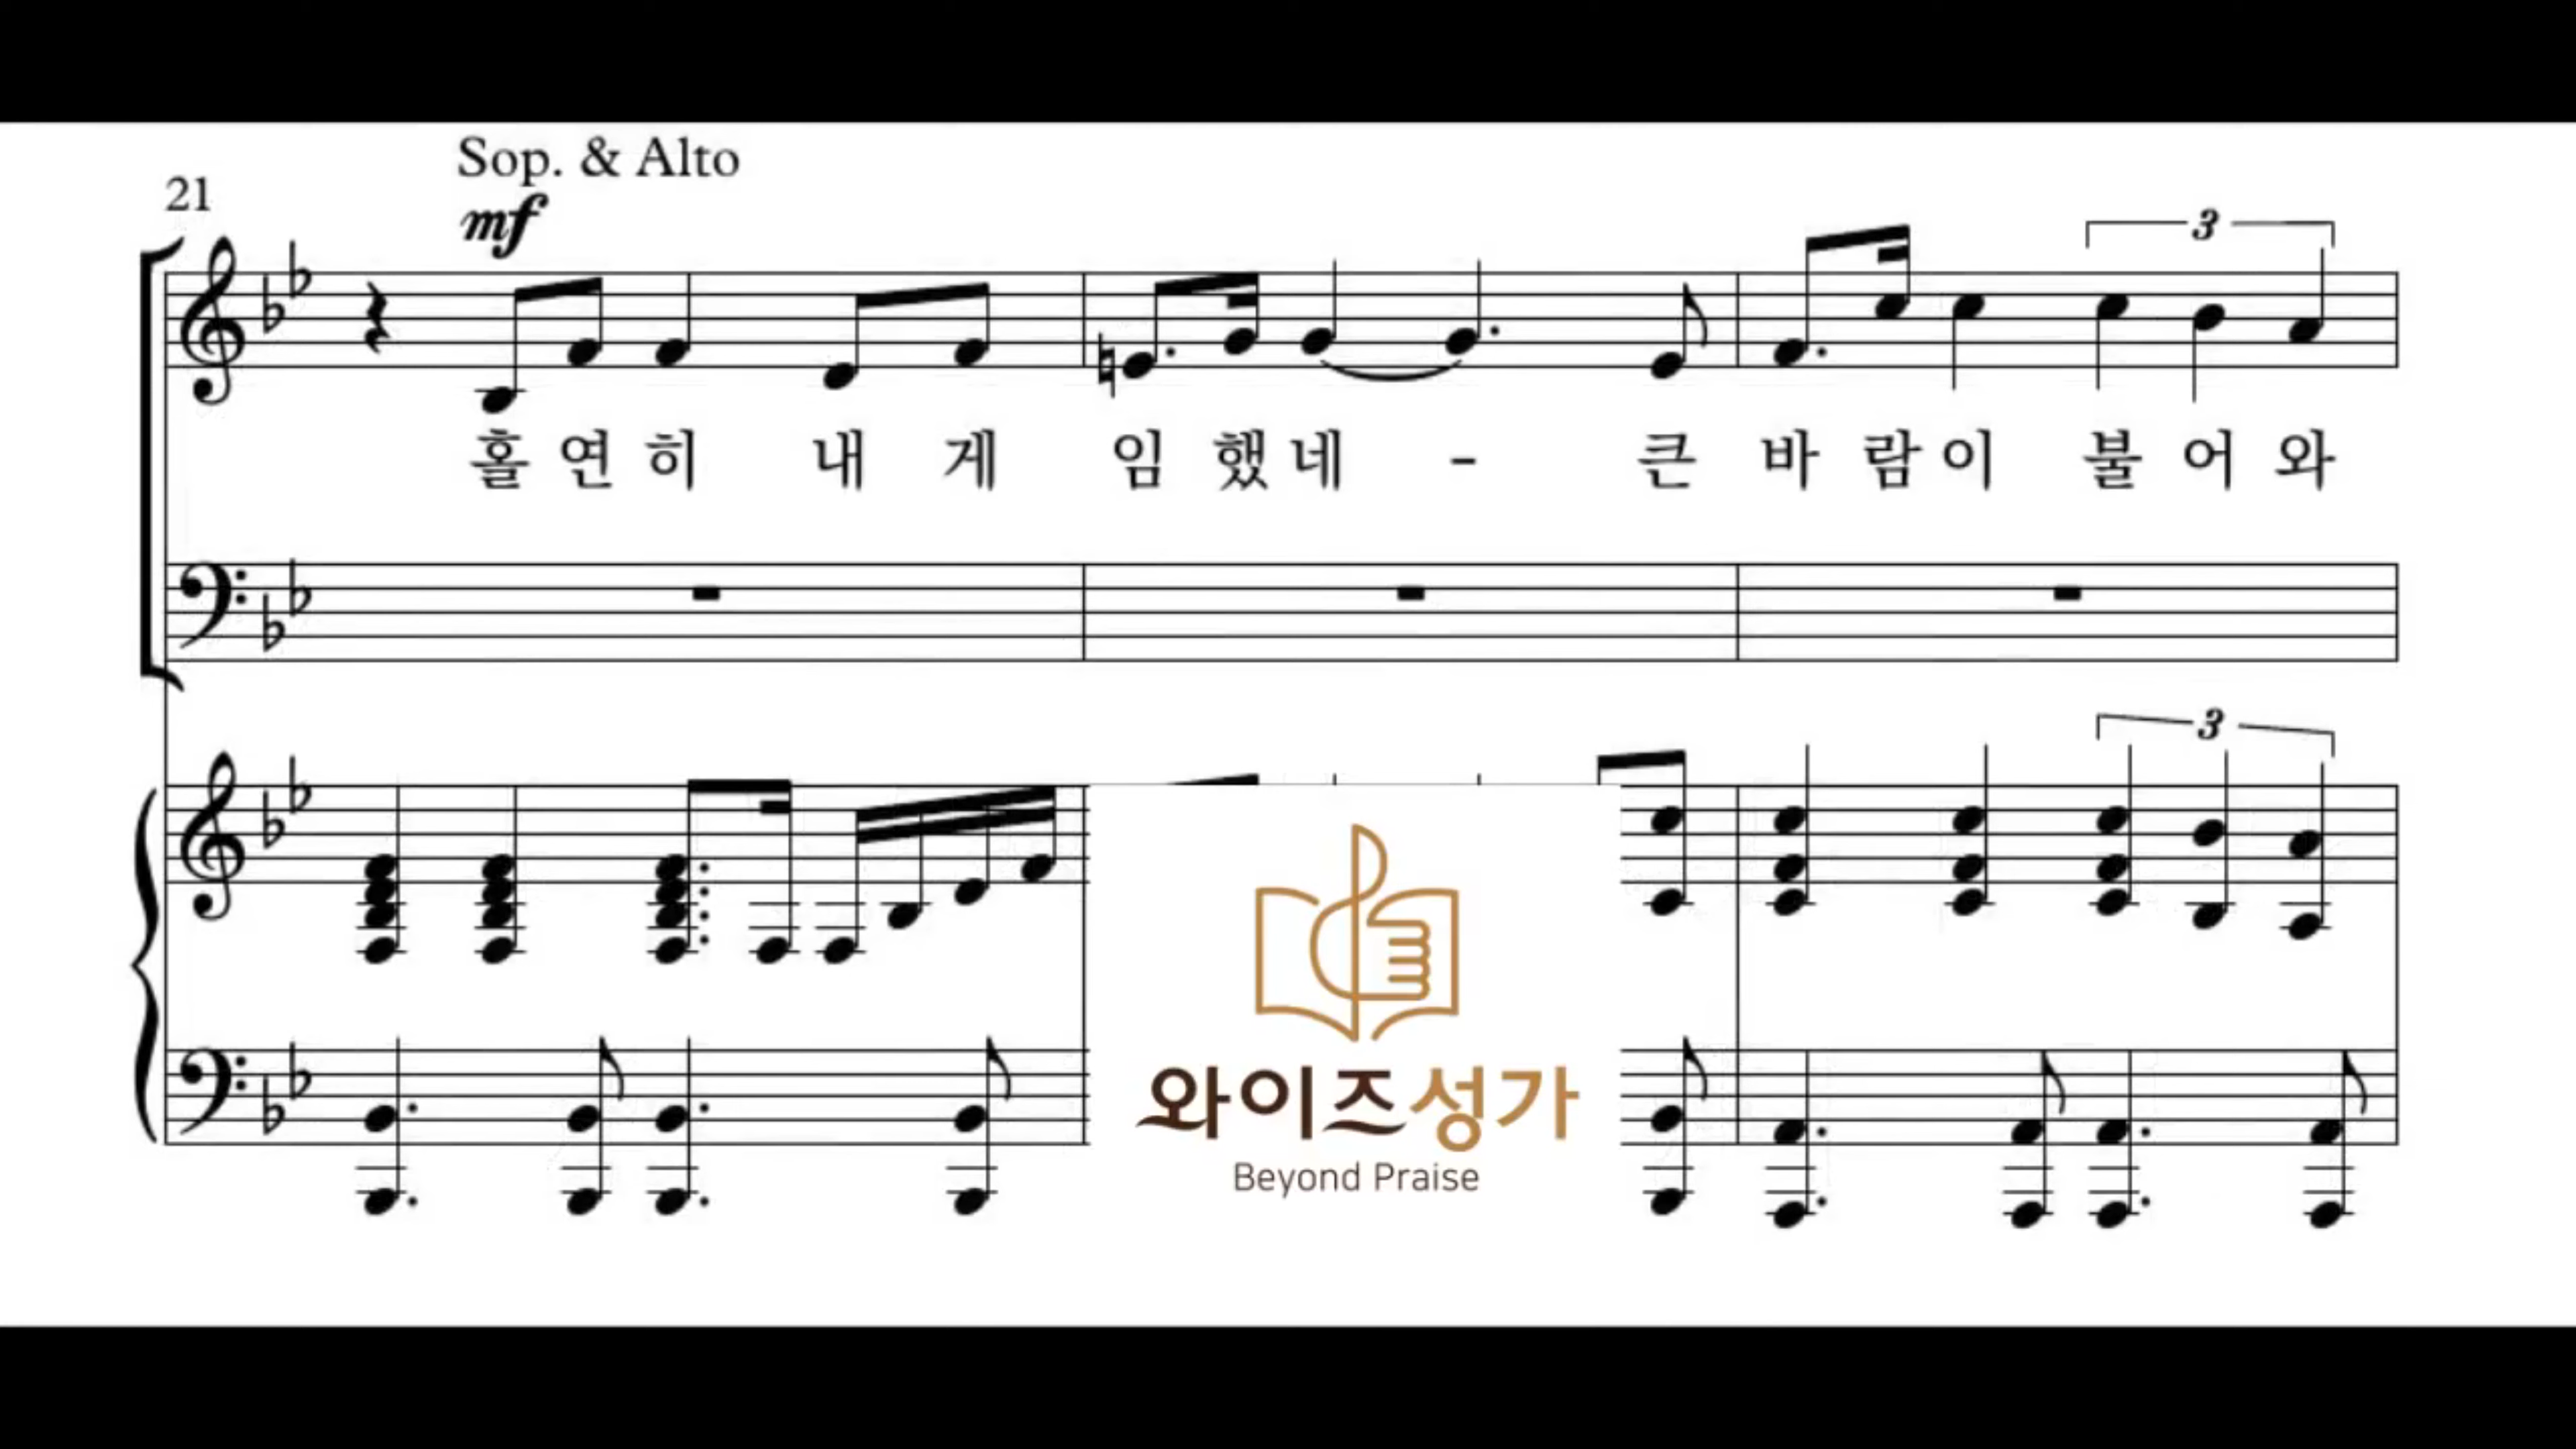 Sop. & Alto
21
mf
3
홀 연 히 내 게 임 했 네 - 큰 바 람 이 불 어 와
3
와이즈성가
Beyond Praise